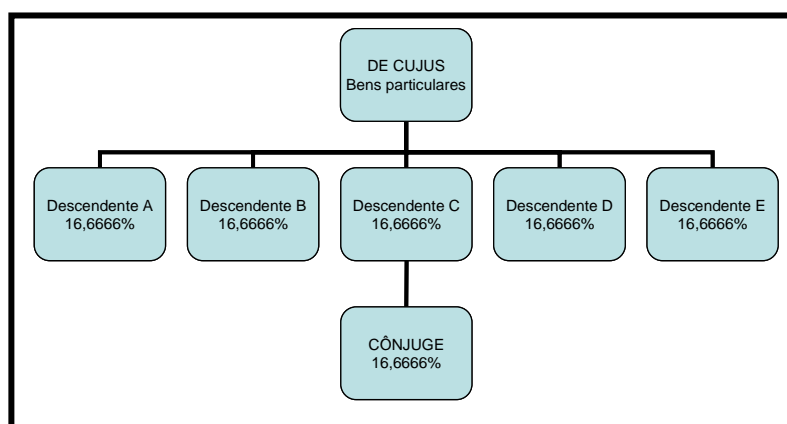 DE CUJUS
Bens particulares
Descendente A
16,6666%
Descendente B
16,6666%
Descendente C
16,6666%
Descendente D
16,6666%
Descendente E
16,6666%
CÔNJUGE
16,6666%